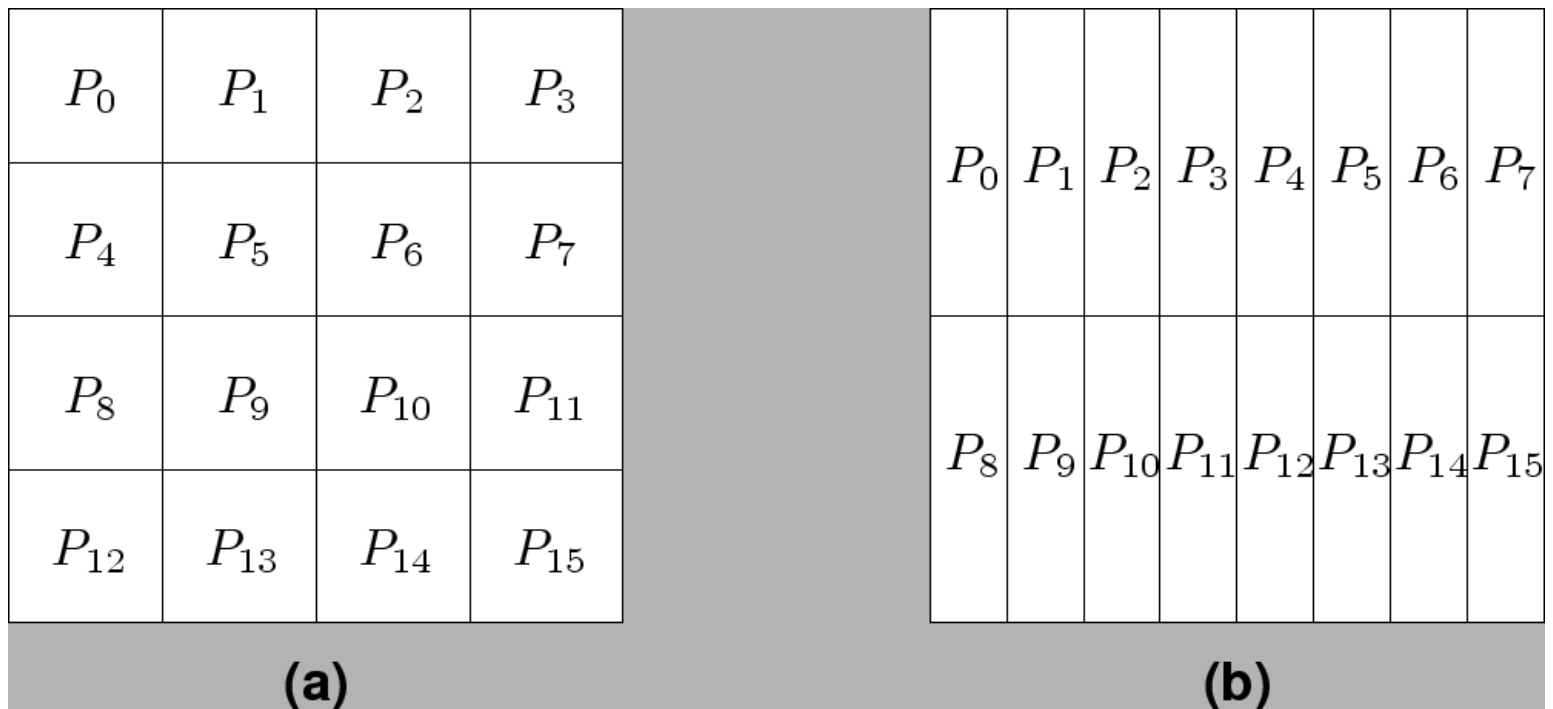 P0 P1 P2 P3
P4 P5 P6 P7
P8 P9 P10 P11
P12 P13 P14 P15
(a)
P0 P1 P2 P3 P4 P5 P6 P7
P8 P9 P10 P11 P12 P13 P14 P15
(b)